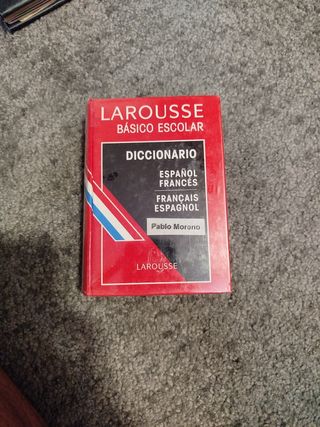 LAROUSSE
BÁSICO ESCOLAR
DICCIONARIO
ESPAÑOL
FRANCÉS
FRANÇAIS
ESPAGNOL
Pablo Moreno
LAROUSSE